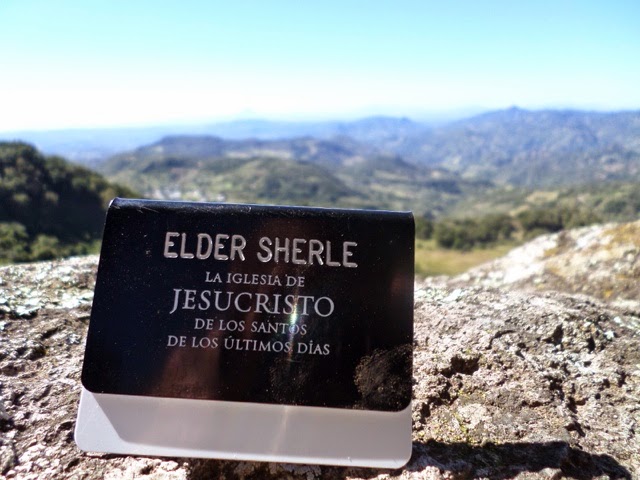 ELDER SHERLE
LA IGLESIA DE
JESUCRISTO
DE LOS SANTOS
DE LOS ÚLTIMOS DÍAS